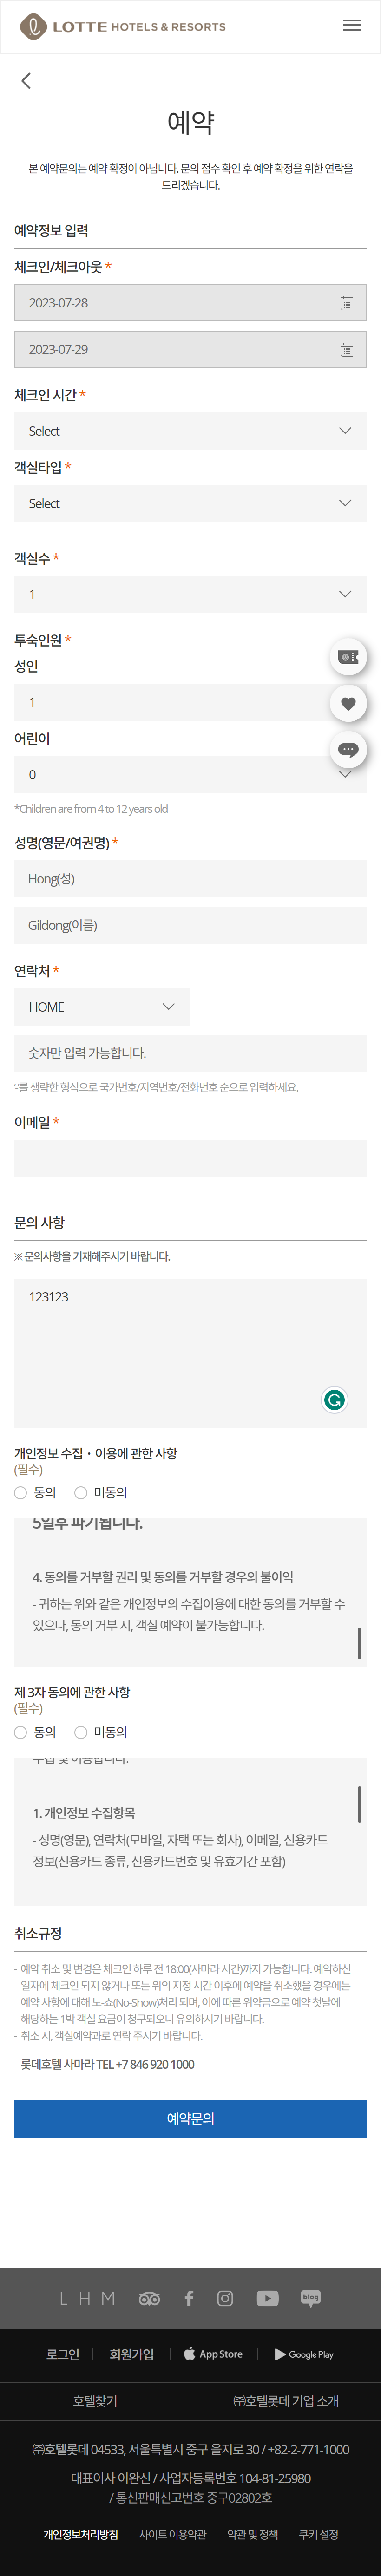 LOTTE HOTELS & RESORTS
예약
본 예약문의는 예약 확정이 아닙니다. 문의 접수 확인 후 예약 확정을 위한 연락을
드리겠습니다.
예약정보 입력
체크인/체크아웃 *
2023-07-28
2023-07-29
체크인 시간 *
Select
객실타입 *
Select
객실수 *
1
투숙인원 *
성인
1
어린이
0
*Children are from 4 to 12 years old
성명(영문/여권명) *
Hong(성)
Gildong(이름)
연락처 *
HOME
숫자만 입력 가능합니다.
'-'를 생략한 형식으로 국가번호/지역번호/전화번호 순으로 입력하세요.
이메일 *
문의 사항
※ 문의사항을 기재해주시기 바랍니다.
123123
개인정보 수집・이용에 관한 사항
(필수)
동의 미동의
5일후 파기됩니다.
4. 동의를 거부할 권리 및 동의를 거부할 경우의 불이익
- 귀하는 위와 같은 개인정보의 수집이용에 대한 동의를 거부할 수
있으나, 동의 거부 시, 객실 예약이 불가능합니다.
제 3자 동의에 관한 사항
(필수)
동의 미동의
수집 및 이용합니다.
1. 개인정보 수집항목
- 성명(영문), 연락처(모바일, 자택 또는 회사), 이메일, 신용카드
정보(신용카드 종류, 신용카드번호 및 유효기간 포함)
취소규정
- 예약 취소 및 변경은 체크인 하루 전 18:00(사마라 시간)까지 가능합니다. 예약하신
일자에 체크인 되지 않거나 또는 위의 지정 시간 이후에 예약을 취소했을 경우에는
예약 사항에 대해 노-쇼(No-Show)처리 되며, 이에 따른 위약금으로 예약 첫날에
해당하는 1박 객실 요금이 청구되오니 유의하시기 바랍니다.
- 취소 시, 객실예약과로 연락 주시기 바랍니다.
롯데호텔 사마라 TEL +7 846 920 1000
예약문의
L H M
blog
로그인 회원가입 App Store Google Play
호텔찾기 ㈜호텔롯데 기업 소개
㈜호텔롯데 04533, 서울특별시 중구 을지로 30 / +82-2-771-1000
대표이사 이완신 / 사업자등록번호 104-81-25980
/ 통신판매신고번호 중구02802호
개인정보처리방침 사이트 이용약관 약관 및 정책 쿠키 설정